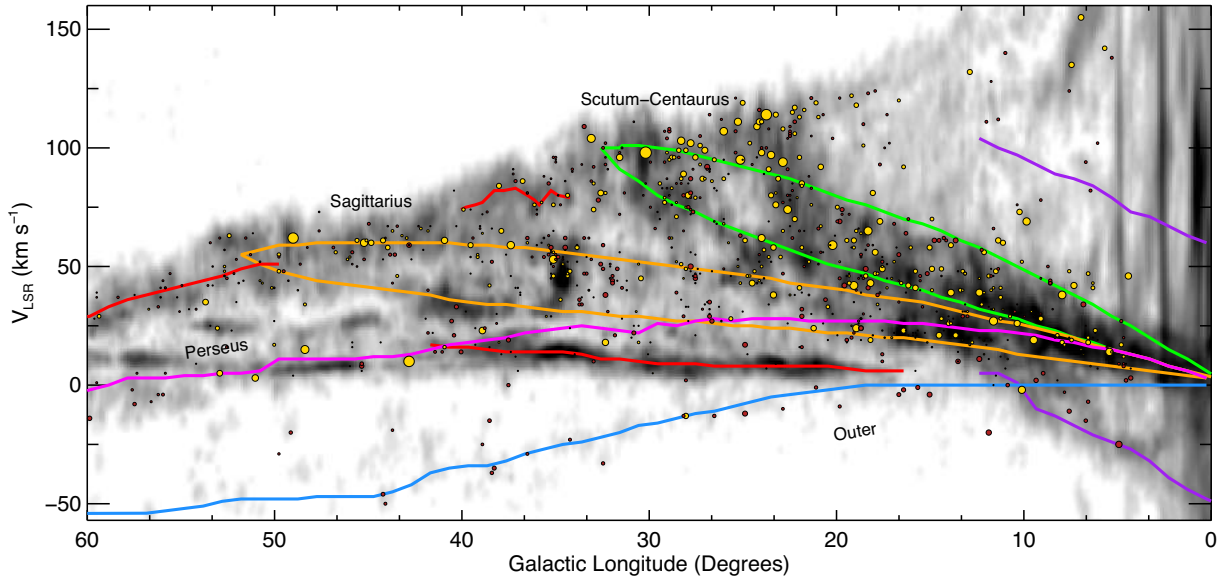 150
100
50
0
−50
V_LSR (km s⁻¹)
Scutum−Centaurus
Sagittarius
Perseus
Outer
60 50 40 30 20 10 0
Galactic Longitude (Degrees)